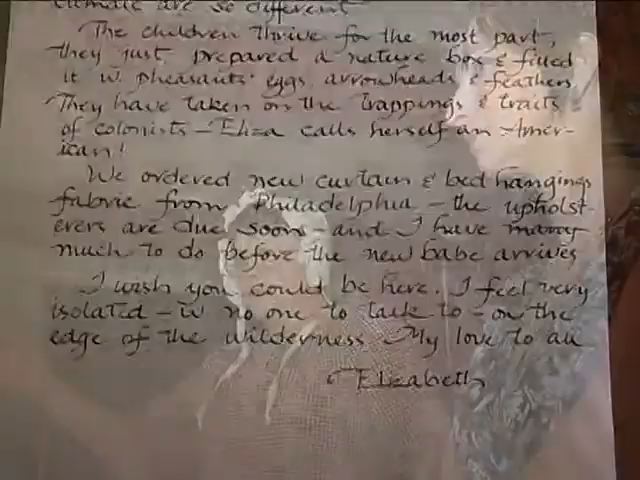 climate are so different
The children thrive for the most part,
they just prepared a nature box & filled
it w. pheasants' eggs, arrowheads & feathers.
They have taken on the trappings & traits
of colonists – Eliza calls herself an Amer-
ican!
We ordered new curtain & bed hangings
fabric from Philadelphia – the upholst-
erers are due soon – and I have many
much to do before the new babe arrives
I wish you could be here. I feel very
isolated – w no one to talk to – on the
edge of the wilderness My love to all
Elizabeth